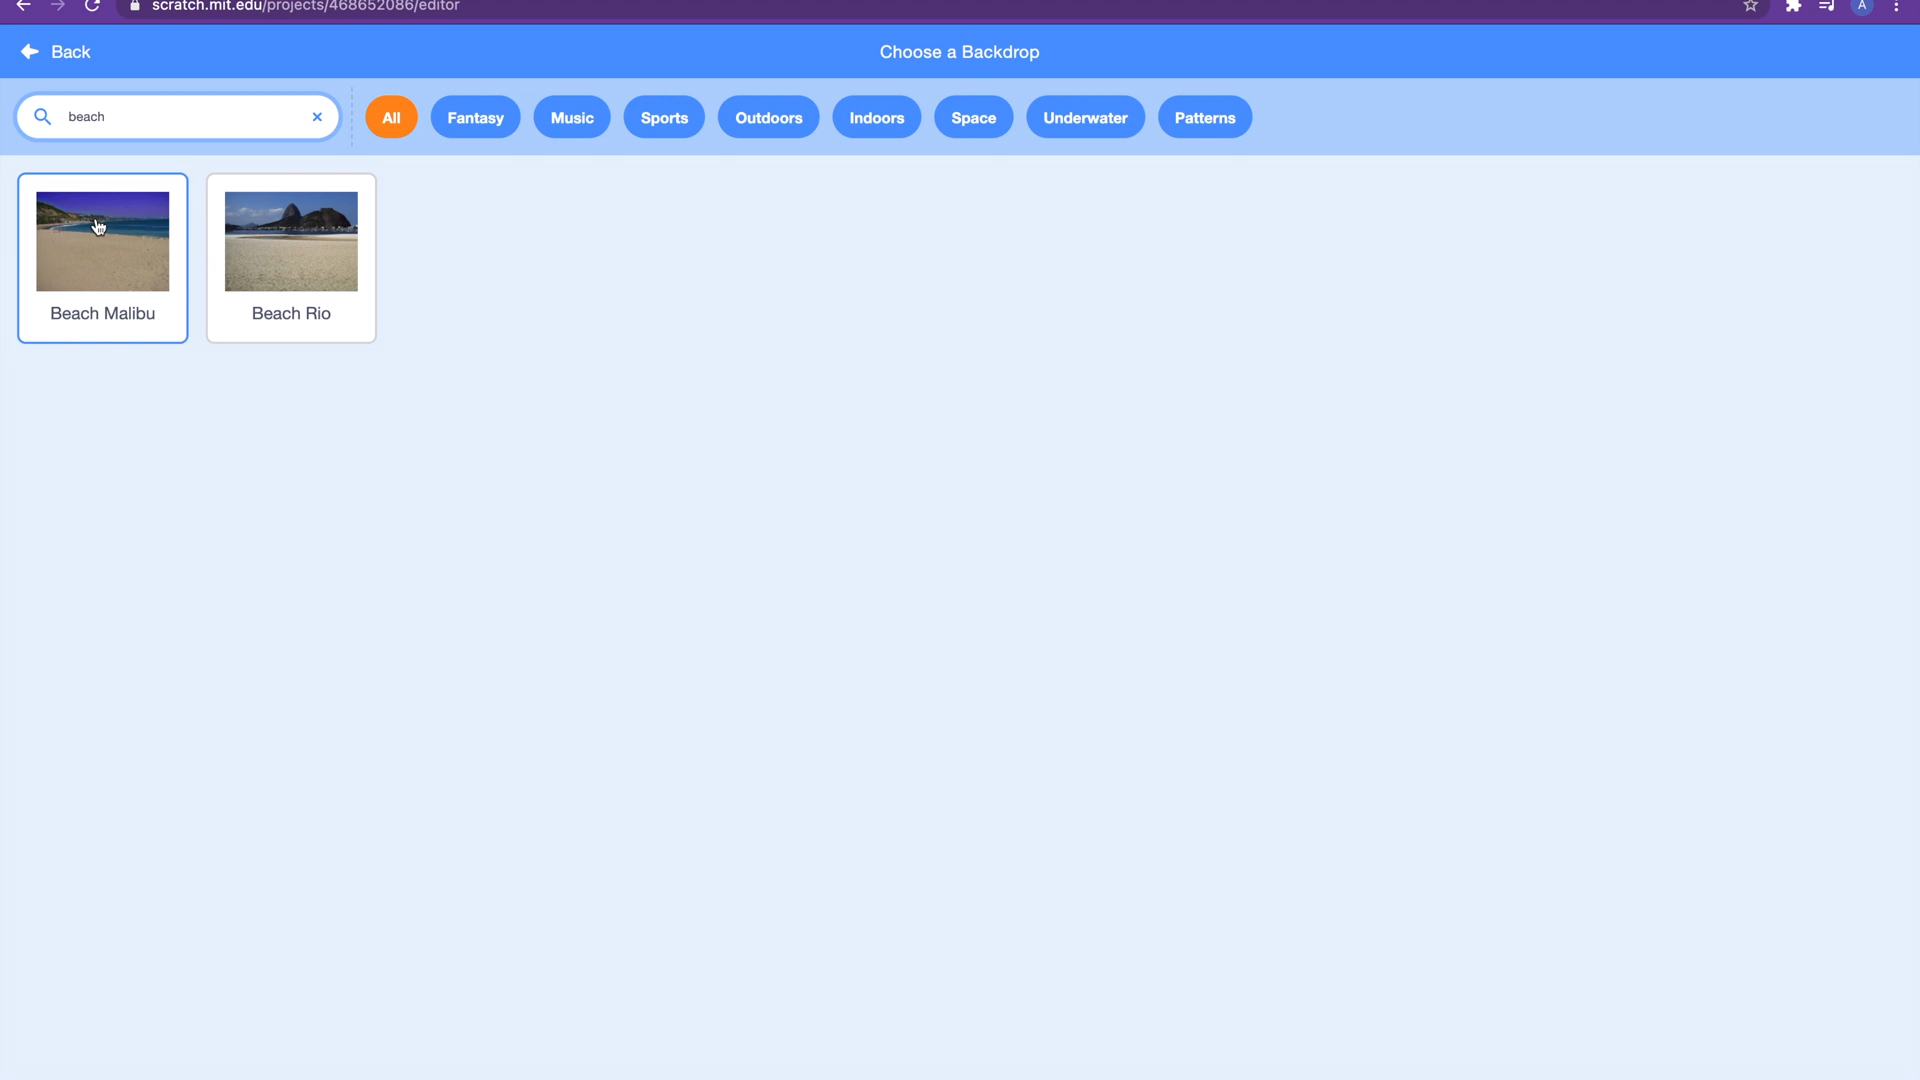 scratch.mit.edu/projects/468652086/editor
A
Back
Choose a Backdrop
beach
All
Fantasy
Music
Sports
Outdoors
Indoors
Space
Underwater
Patterns
Beach Malibu
Beach Rio